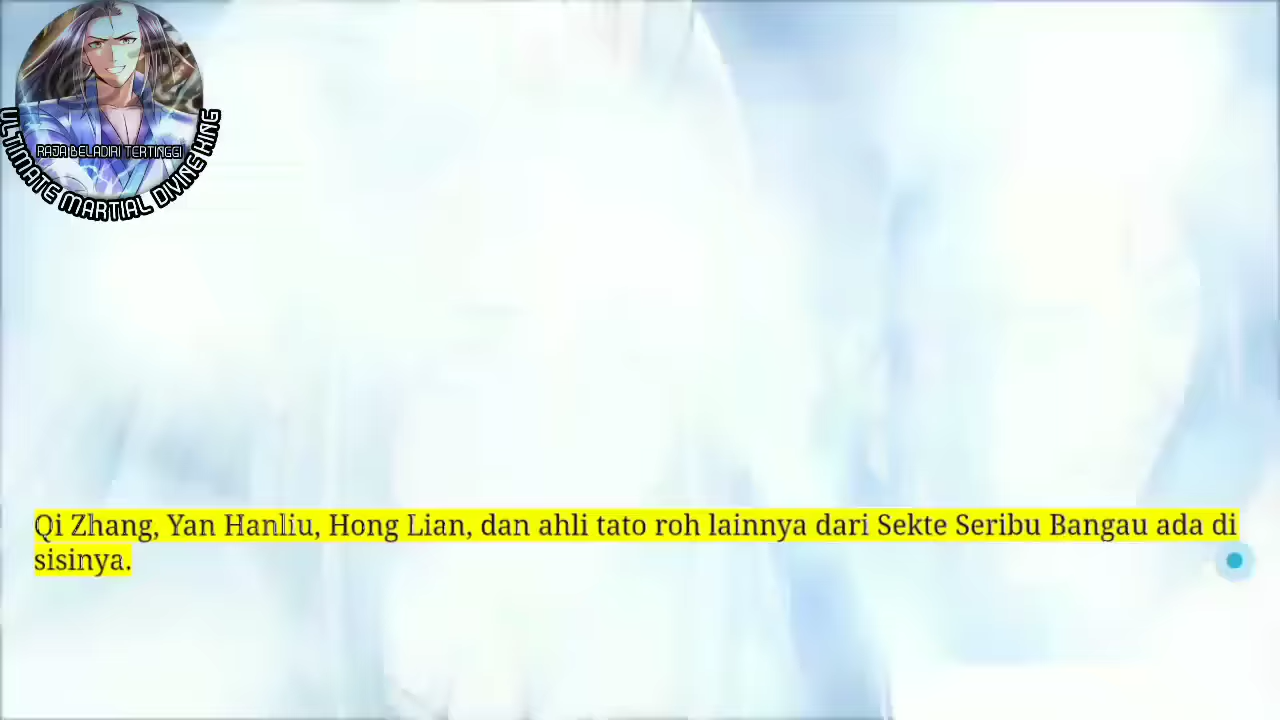 RAJA BELADIRI TERTINGGI
ULTIMATE MARTIAL DIVINE KING
Qi Zhang, Yan Hanliu, Hong Lian, dan ahli tato roh lainnya dari Sekte Seribu Bangau ada di
sisinya.